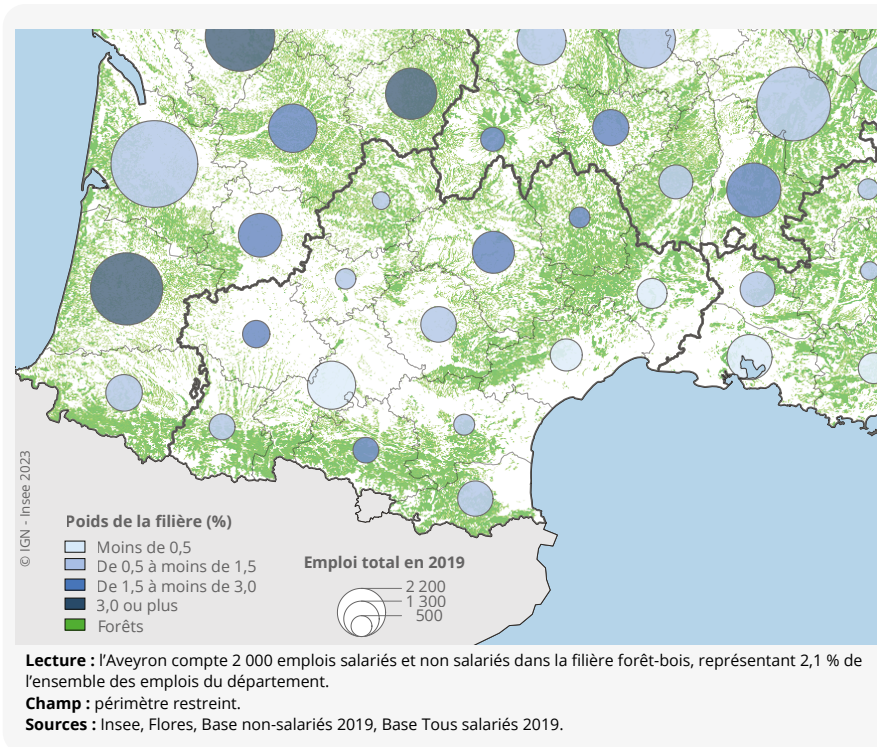 © IGN - Insee 2023
Poids de la filière (%)
Moins de 0,5
De 0,5 à moins de 1,5
De 1,5 à moins de 3,0
3,0 ou plus
Forêts
Emploi total en 2019
2 200
1 300
500
Lecture : l’Aveyron compte 2 000 emplois salariés et non salariés dans la filière forêt-bois, représentant 2,1 % de
l’ensemble des emplois du département.
Champ : périmètre restreint.
Sources : Insee, Flores, Base non-salariés 2019, Base Tous salariés 2019.